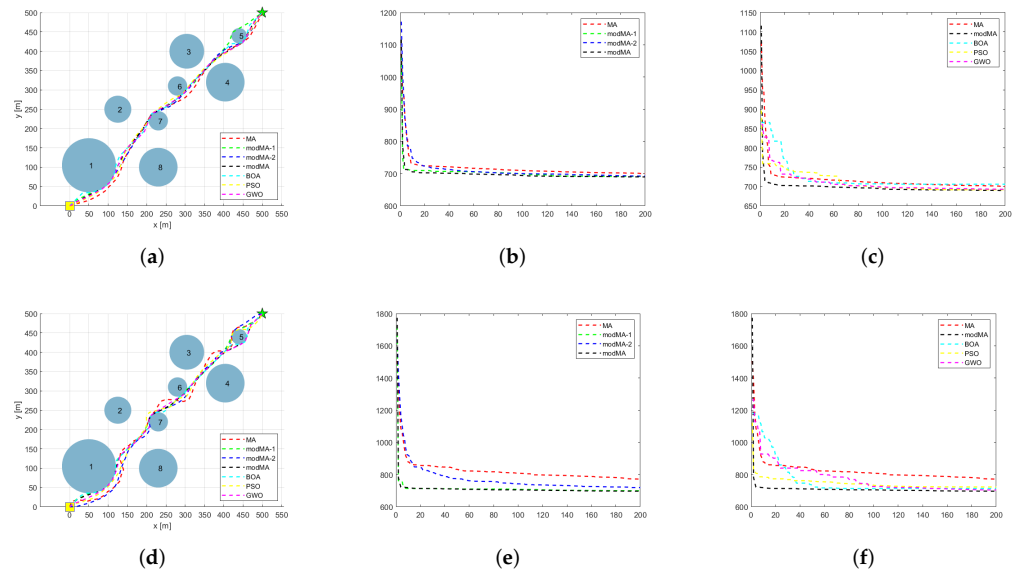 500
450
400
350
300
250
200
150
100
50
0
y [m]
0 50 100 150 200 250 300 350 400 450 500 550
x [m]
1
2
3
4
5
6
7
8
MA
modMA-1
modMA-2
modMA
BOA
PSO
GWO
(a)
1200
1100
1000
900
800
700
600
0 20 40 60 80 100 120 140 160 180 200
MA
modMA-1
modMA-2
modMA
(b)
1150
1100
1050
1000
950
900
850
800
750
700
650
0 20 40 60 80 100 120 140 160 180 200
MA
modMA
BOA
PSO
GWO
(c)
500
450
400
350
300
250
200
150
100
50
0
y [m]
0 50 100 150 200 250 300 350 400 450 500 550
x [m]
1
2
3
4
5
6
7
8
MA
modMA-1
modMA-2
modMA
BOA
PSO
GWO
(d)
1800
1600
1400
1200
1000
800
600
0 20 40 60 80 100 120 140 160 180 200
MA
modMA-1
modMA-2
modMA
(e)
1800
1600
1400
1200
1000
800
600
0 20 40 60 80 100 120 140 160 180 200
MA
modMA
BOA
PSO
GWO
(f)